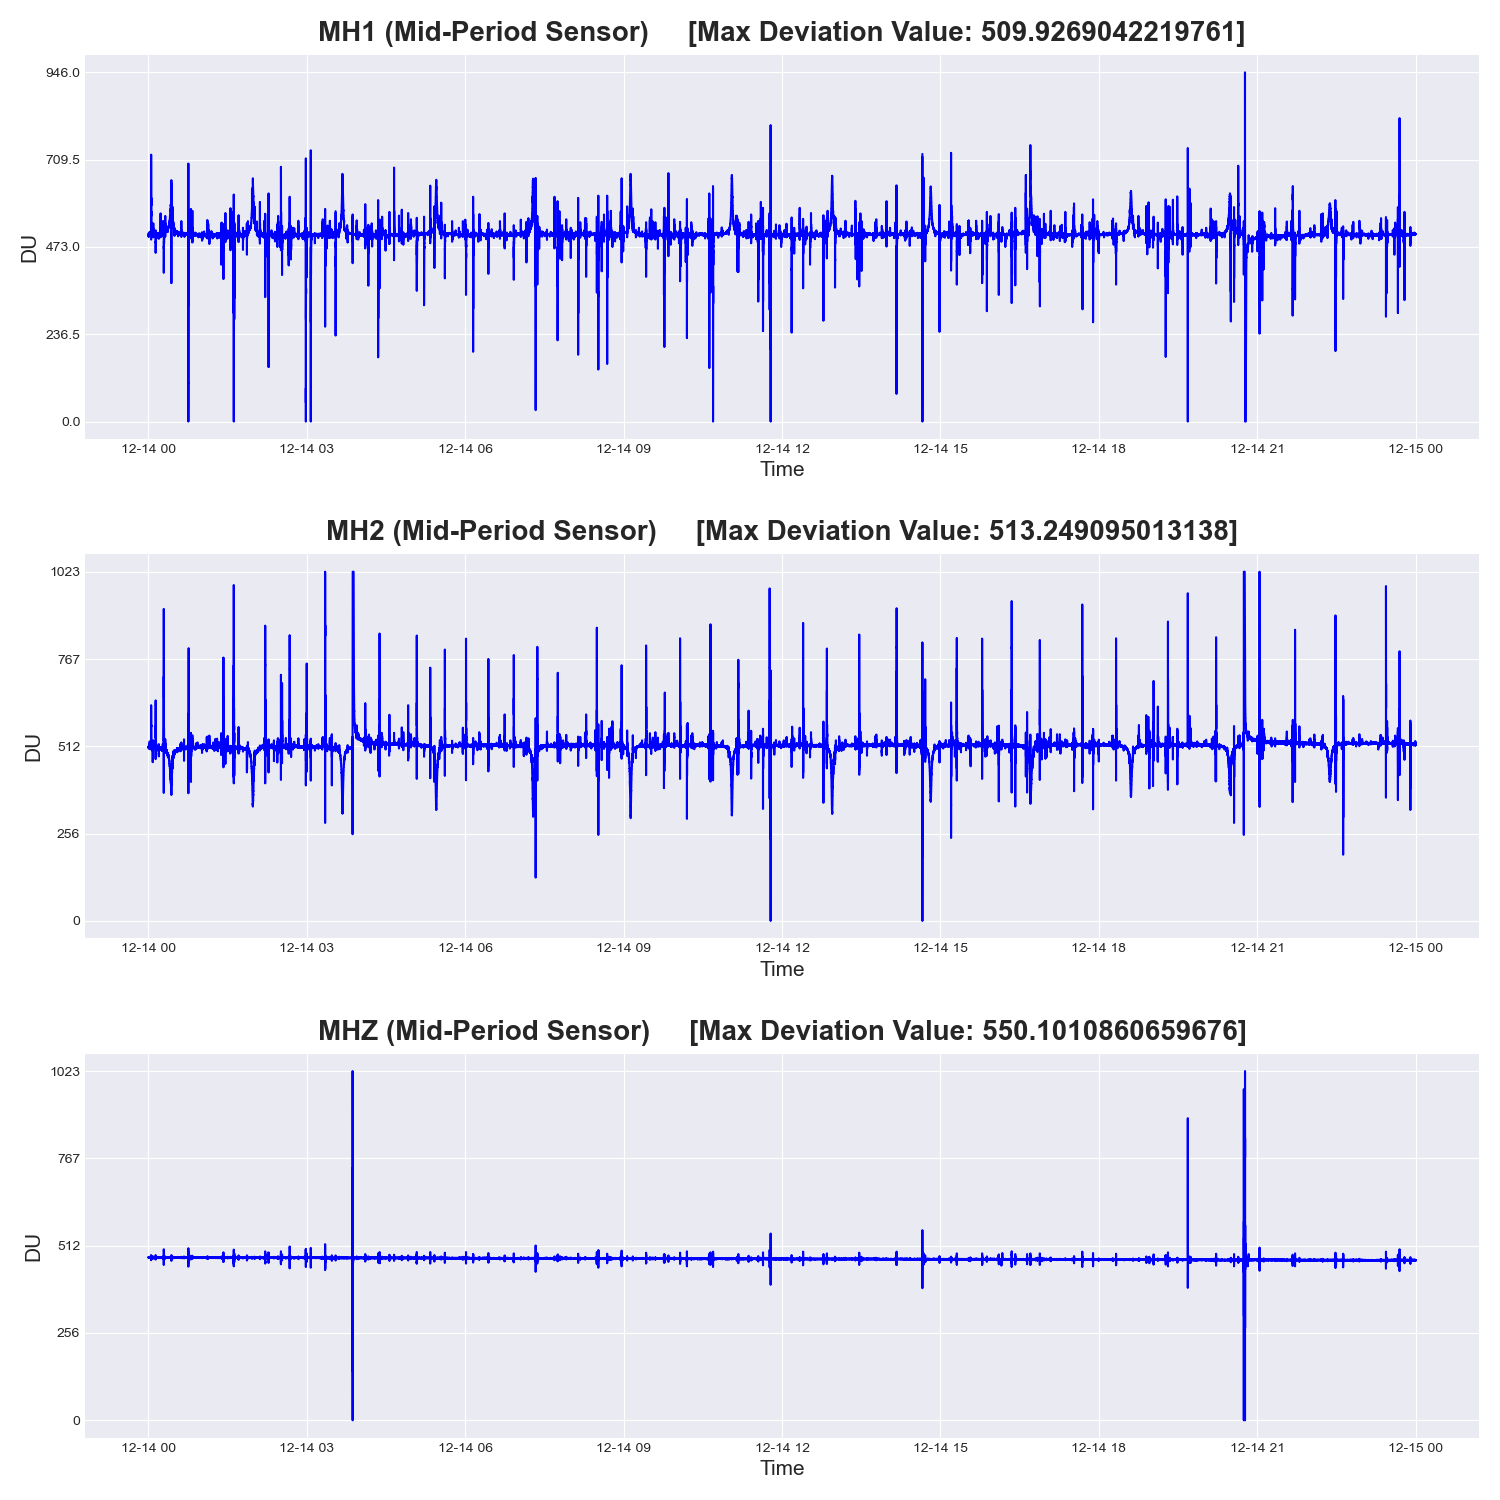 MH1 (Mid-Period Sensor) [Max Deviation Value: 509.9269042219761]
946.0
709.5
473.0
236.5
0.0
DU
12-14 00 12-14 03 12-14 06 12-14 09 12-14 12 12-14 15 12-14 18 12-14 21 12-15 00
Time
MH2 (Mid-Period Sensor) [Max Deviation Value: 513.249095013138]
1023
767
512
256
0
DU
12-14 00 12-14 03 12-14 06 12-14 09 12-14 12 12-14 15 12-14 18 12-14 21 12-15 00
Time
MHZ (Mid-Period Sensor) [Max Deviation Value: 550.1010860659676]
1023
767
512
256
0
DU
12-14 00 12-14 03 12-14 06 12-14 09 12-14 12 12-14 15 12-14 18 12-14 21 12-15 00
Time